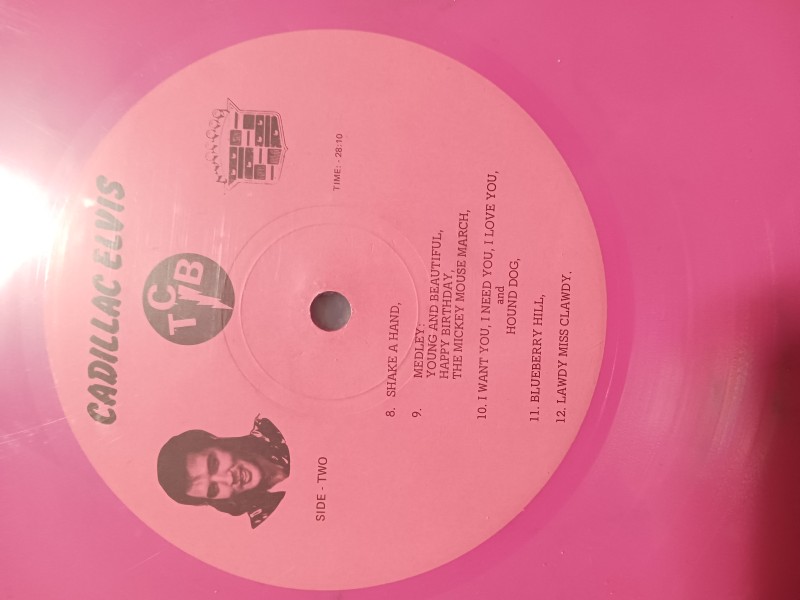 CADILLAC ELVIS
TCB
SIDE - TWO
TIME: - 28:10
8. SHAKE A HAND,
9. MEDLEY:
YOUNG AND BEAUTIFUL,
HAPPY BIRTHDAY,
THE MICKEY MOUSE MARCH,
10. I WANT YOU, I NEED YOU, I LOVE YOU,
and
HOUND DOG,
11. BLUEBERRY HILL,
12. LAWDY MISS CLAWDY.